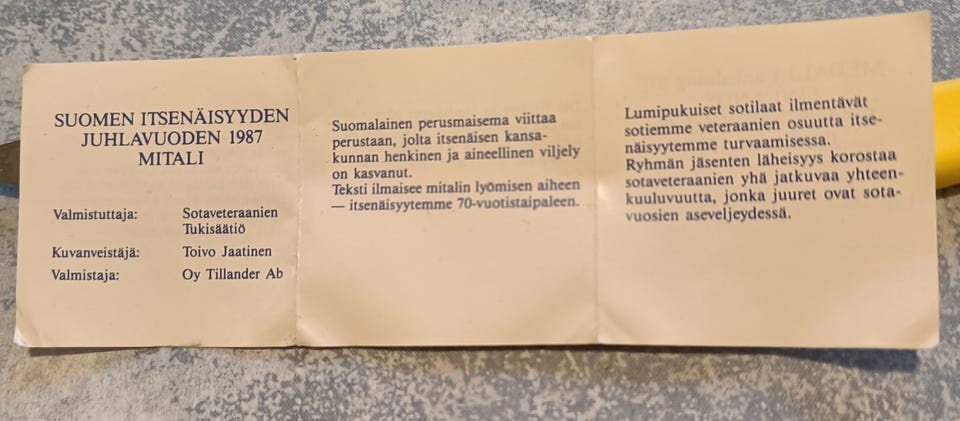 SUOMEN ITSENÄISYYDEN
JUHLAVUODEN 1987
MITALI
Valmistuttaja: Sotaveteraanien
Tukisäätiö
Kuvanveistäjä: Toivo Jaatinen
Valmistaja: Oy Tillander Ab
Suomalainen perusmaisema viittaa
perustaan, jolta itsenäisen kansa-
kunnan henkinen ja aineellinen viljely
on kasvanut.
Teksti ilmaisee mitalin lyömisen aiheen
— itsenäisyytemme 70-vuotistaipaleen.
Lumipukuiset sotilaat ilmentävät
sotiemme veteraanien osuutta itse-
näisyytemme turvaamisessa.
Ryhmän jäsenten läheisyys korostaa
sotaveteraanien yhä jatkuvaa yhteen-
kuuluvuutta, jonka juuret ovat sota-
vuosien aseveljeydessä.